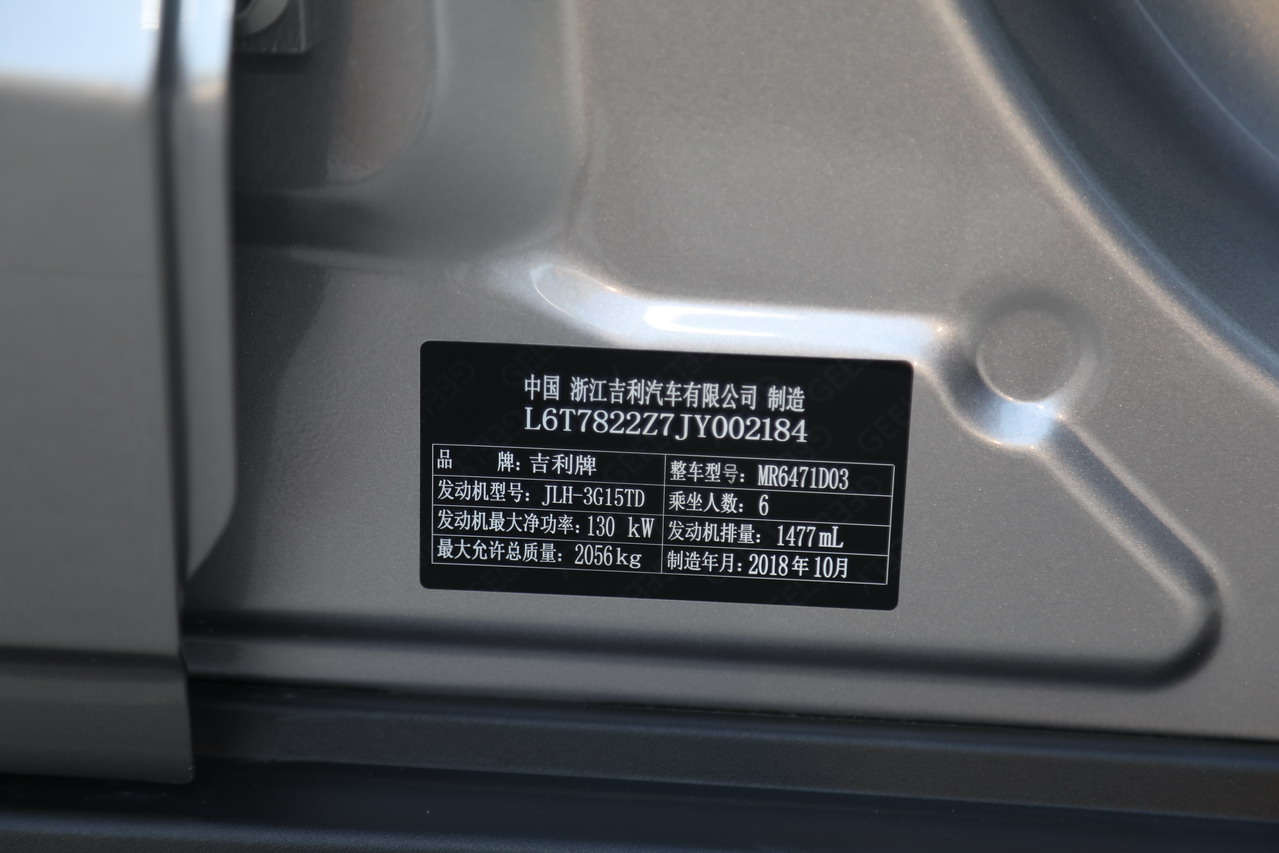 中国 浙江吉利汽车有限公司 制造
L6T7822Z7JY002184
品 牌: 吉利牌 整车型号: MR6471D03
发动机型号: JLH-3G15TD 乘坐人数: 6
发动机最大净功率: 130 kW 发动机排量: 1477mL
最大允许总质量: 2056kg 制造年月: 2018年10月